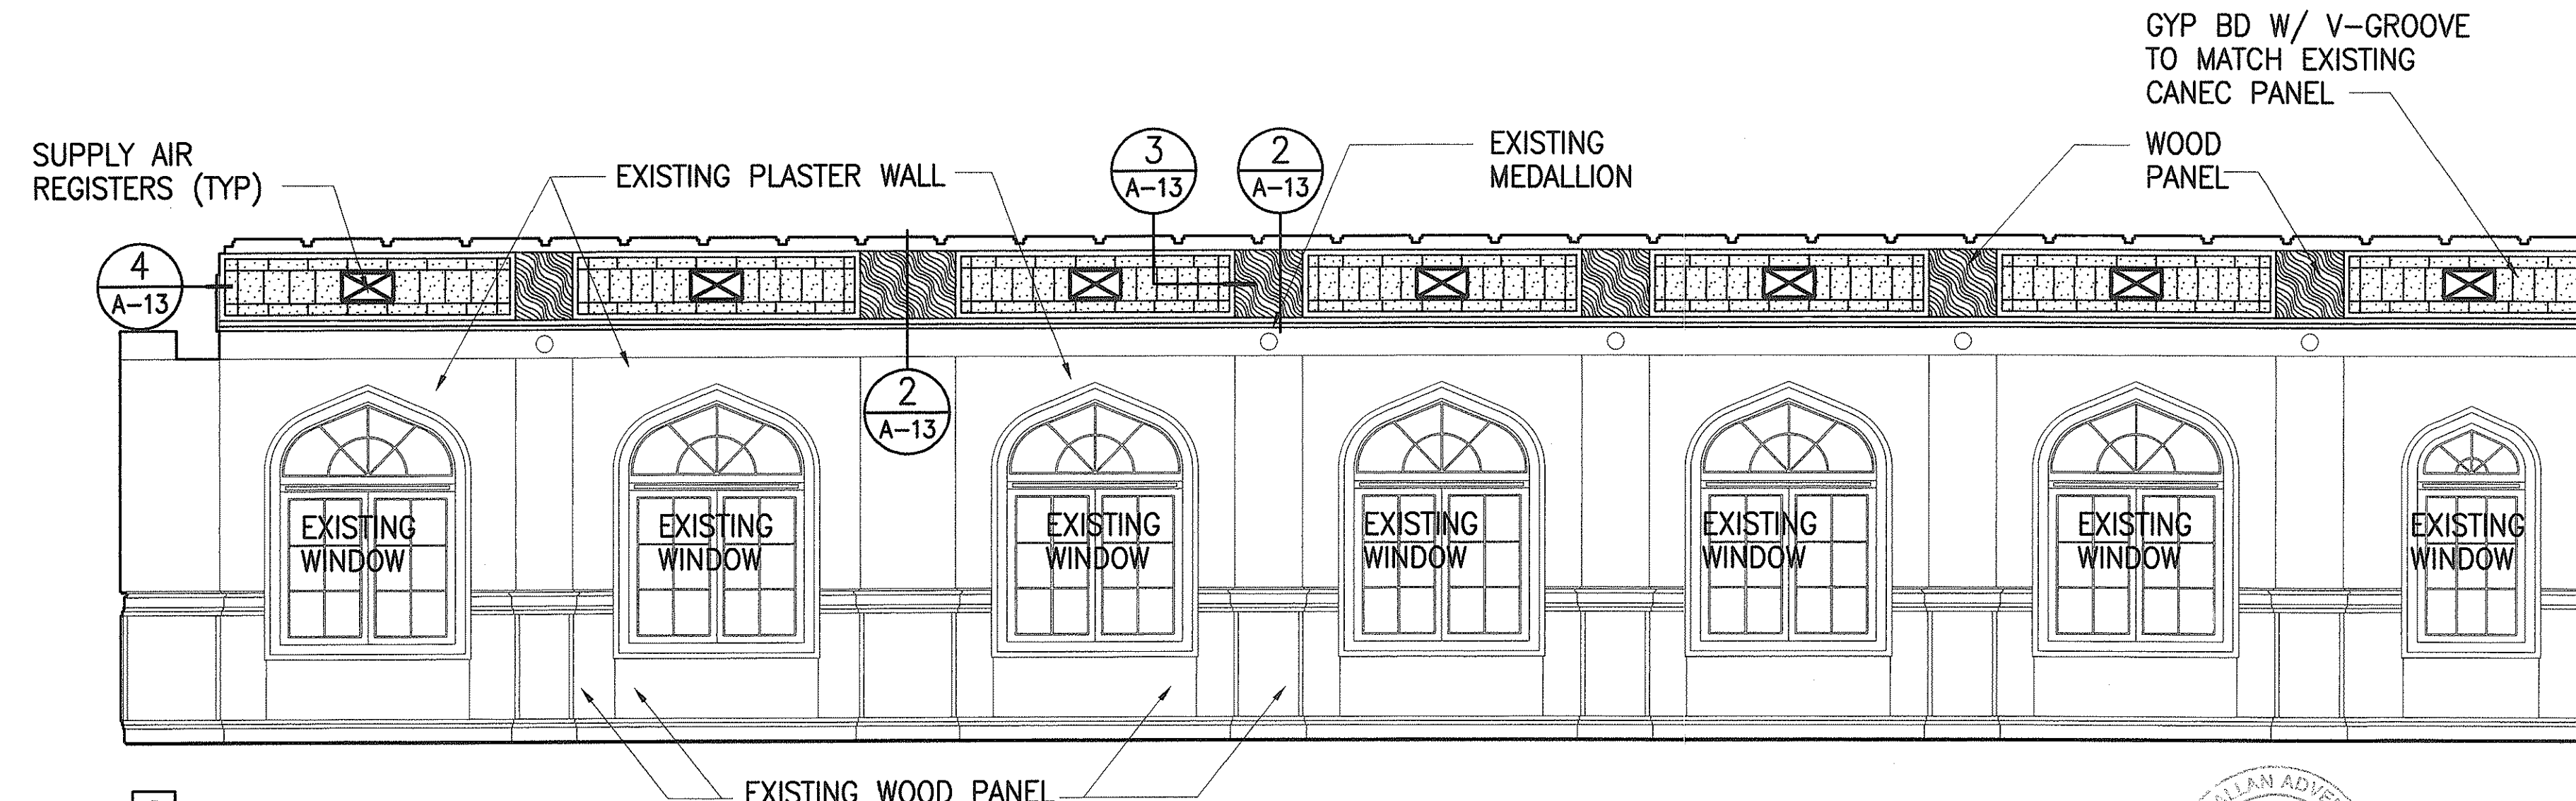 GYP BD W/ V-GROOVE
TO MATCH EXISTING
CANEC PANEL
SUPPLY AIR
REGISTERS (TYP)
EXISTING PLASTER WALL
3
A-13
2
A-13
EXISTING
MEDALLION
WOOD
PANEL
4
A-13
2
A-13
EXISTING
WINDOW
EXISTING
WINDOW
EXISTING
WINDOW
EXISTING
WINDOW
EXISTING
WINDOW
EXISTING
WINDOW
EXISTING
WINDOW
EXISTING WOOD PANEL